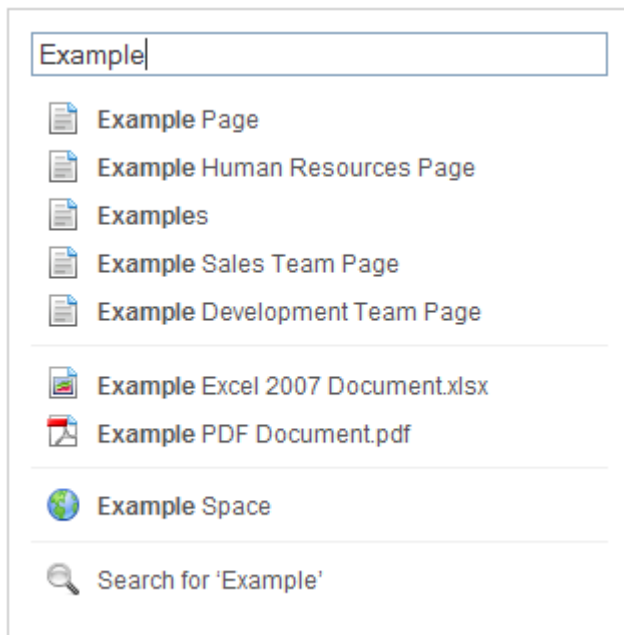 Example
Example Page
Example Human Resources Page
Examples
Example Sales Team Page
Example Development Team Page
Example Excel 2007 Document.xlsx
Example PDF Document.pdf
Example Space
Search for ‘Example’